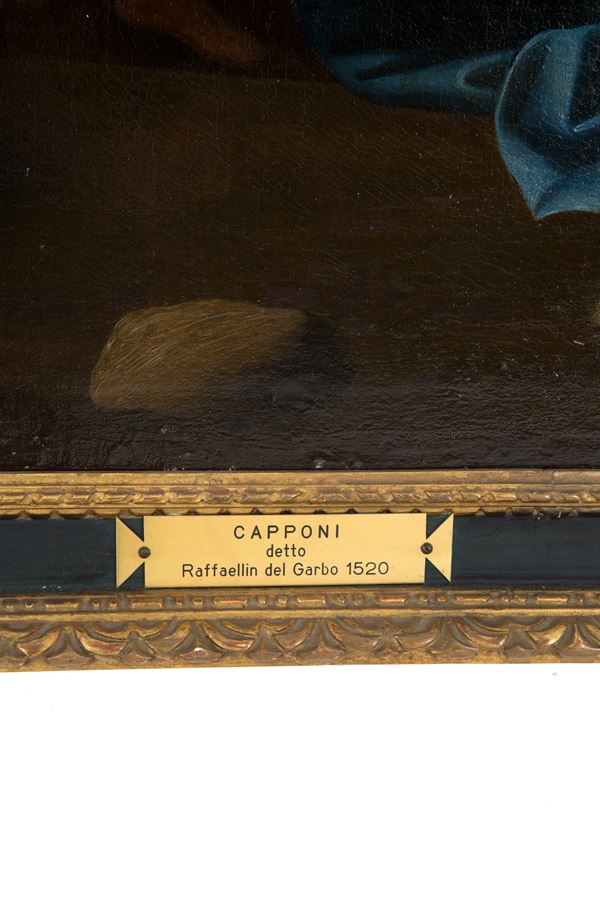 CAPPONI
detto
Raffaellin del Garbo 1520